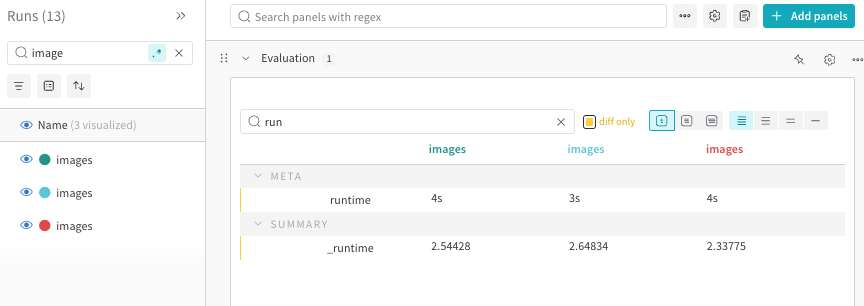 Runs (13)
image
.*
Name (3 visualized)
images
images
images
Search panels with regex
Add panels
Evaluation 1
run
diff only
images images images
META
runtime 4s 3s 4s
SUMMARY
_runtime 2.54428 2.64834 2.33775